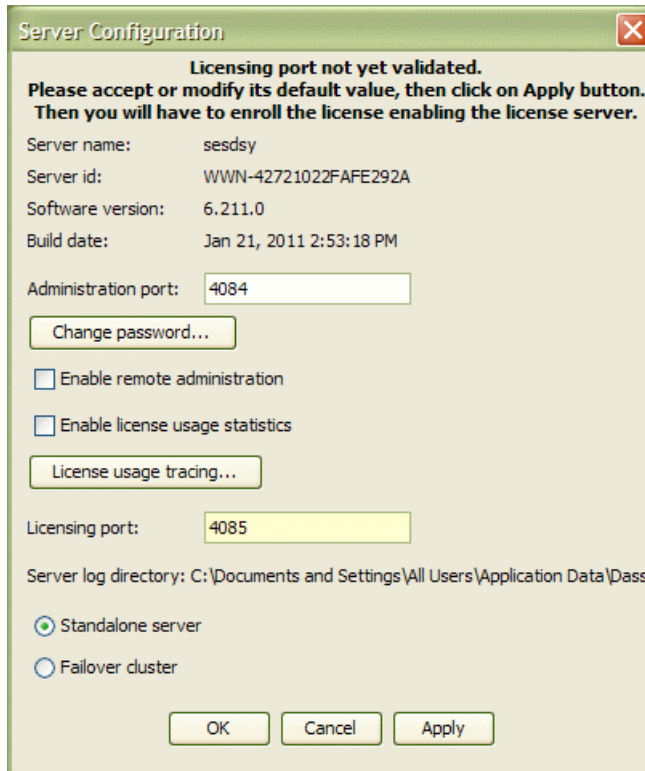 Server Configuration
Licensing port not yet validated.
Please accept or modify its default value, then click on Apply button.
Then you will have to enroll the license enabling the license server.
Server name: sesdsy
Server id: WWN-42721022FAFE292A
Software version: 6.211.0
Build date: Jan 21, 2011 2:53:18 PM
Administration port: 4084
Change password...
Enable remote administration
Enable license usage statistics
License usage tracing...
Licensing port: 4085
Server log directory: C:\Documents and Settings\All Users\Application Data\Dass
Standalone server
Failover cluster
OK Cancel Apply